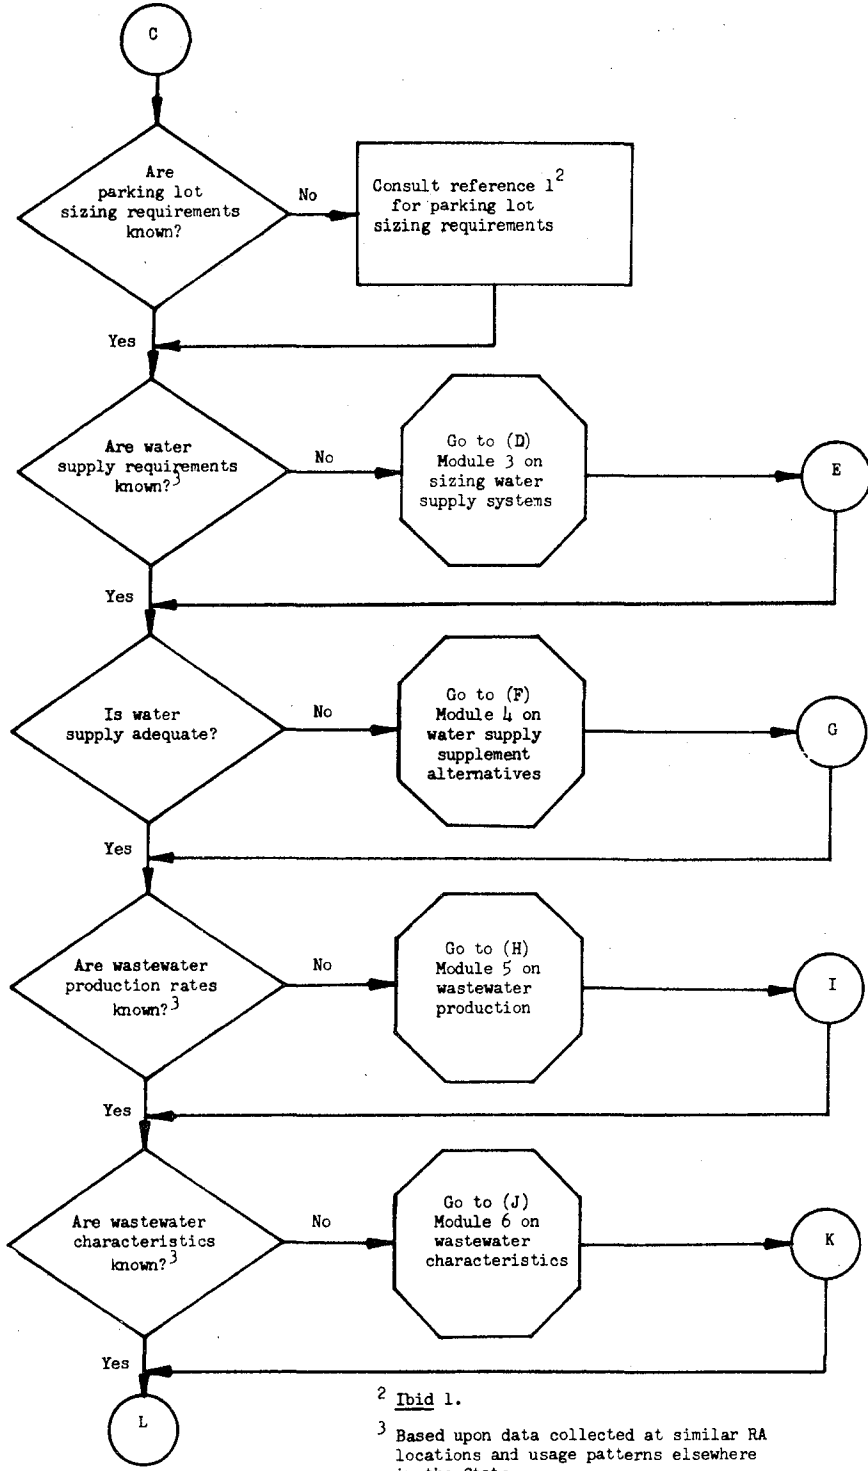 C
Are
parking lot
sizing requirements
known?
No
Consult reference 1²
for parking lot
sizing requirements
Yes
Are water
supply requirements
known?³
No
Go to (D)
Module 3 on
sizing water
supply systems
E
Yes
Is water
supply adequate?
No
Go to (F)
Module 4 on
water supply
supplement
alternatives
G
Yes
Are wastewater
production rates
known?³
No
Go to (H)
Module 5 on
wastewater
production
I
Yes
Are wastewater
characteristics
known?³
No
Go to (J)
Module 6 on
wastewater
characteristics
K
Yes
L
² Ibid 1.
³ Based upon data collected at similar RA
locations and usage patterns elsewhere